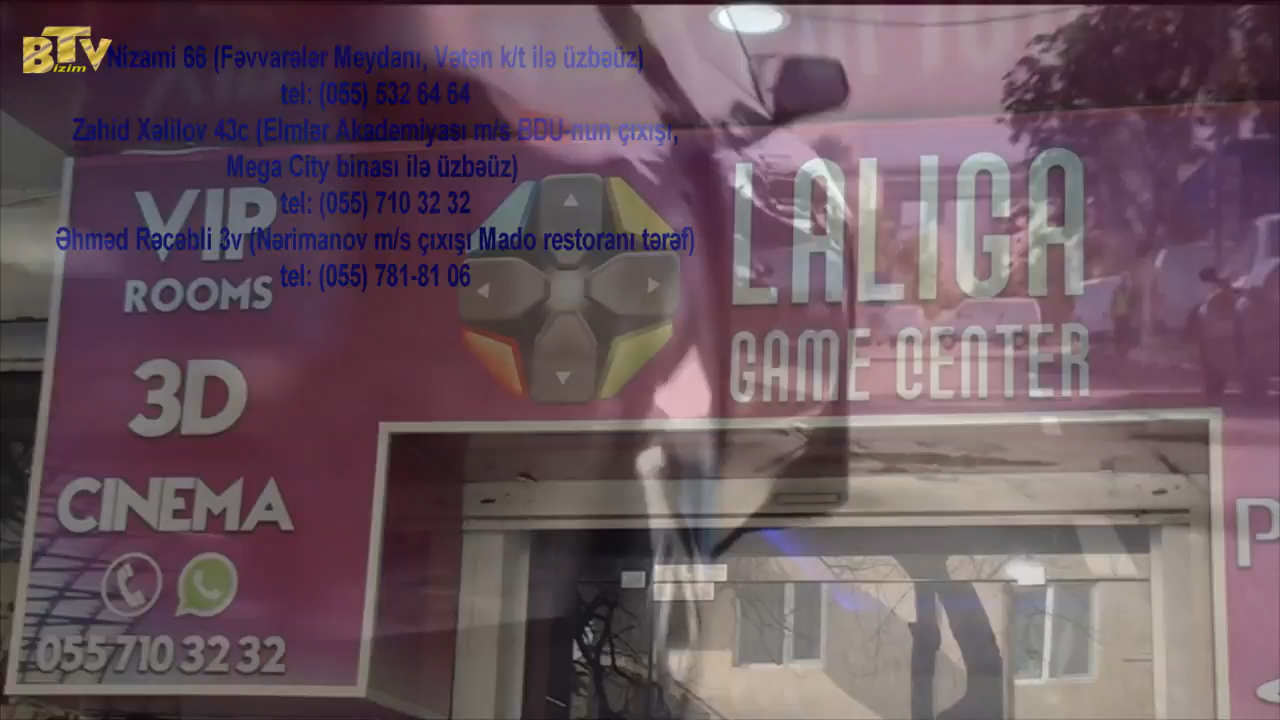 BTV
Bizim
Nizami 66 (Fəvvarələr Meydanı, Vətən k/t ilə üzbəüz)
tel: (055) 532 64 64
Zahid Xəlilov 43c (Elmlər Akademiyası m/s BDU-nun çıxışı,
Mega City binası ilə üzbəüz)
tel: (055) 710 32 32
Əhməd Rəcəbli 3v (Nərimanov m/s çıxışı Mado restoranı tərəf)
tel: (055) 781-81 06
VIP
ROOMS
3D
CINEMA
055 710 32 32
LALIGA
GAME CENTER